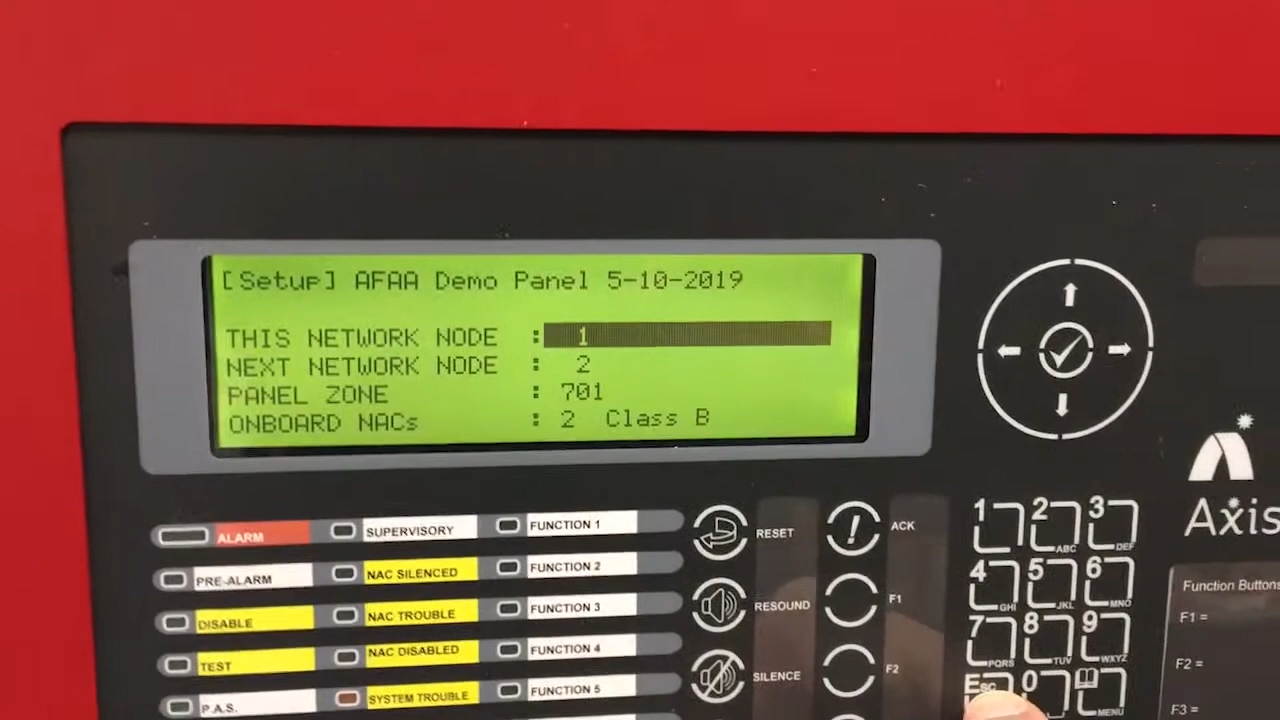 [Setup] AFAA Demo Panel 5-10-2019
THIS NETWORK NODE : 1
NEXT NETWORK NODE : 2
PANEL ZONE : 701
ONBOARD NACs : 2 Class B
ALARM
SUPERVISORY
FUNCTION 1
PRE-ALARM
NAC SILENCED
FUNCTION 2
DISABLE
NAC TROUBLE
FUNCTION 3
TEST
NAC DISABLED
FUNCTION 4
P.A.S.
SYSTEM TROUBLE
FUNCTION 5
RESET
ACK
RESOUND
F1
SILENCE
F2
1
2 ABC
3 DEF
4 GHI
5 JKL
6 MNO
7 PQRS
8 TUV
9 WXYZ
Esc
0
MENU
Axis
Function Buttons
F1 =
F2 =
F3 =